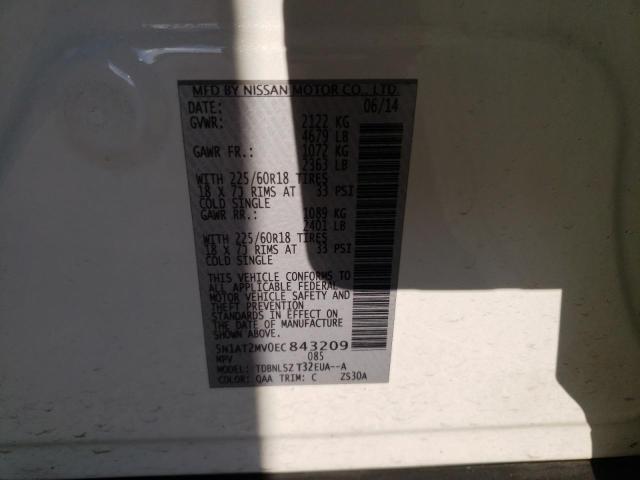 MFD BY NISSAN MOTOR CO., LTD.
DATE: 06/14
GVWR: 2122 KG
4679 LB
GAWR FR.: 1072 KG
2363 LB
WITH 225/60R18 TIRES
18 X 7J RIMS AT 33 PSI
COLD SINGLE
GAWR RR.: 1089 KG
2401 LB
WITH 225/60R18 TIRES
18 X 7J RIMS AT 33 PSI
COLD SINGLE
THIS VEHICLE CONFORMS TO
ALL APPLICABLE FEDERAL
MOTOR VEHICLE SAFETY AND
THEFT PREVENTION
STANDARDS IN EFFECT ON
THE DATE OF MANUFACTURE
SHOWN ABOVE.
5N1AT2MV0EC843209
MPV 085
MODEL: TDBNLSZ T32EUA--A
COLOR: QAA TRIM: C ZS30A